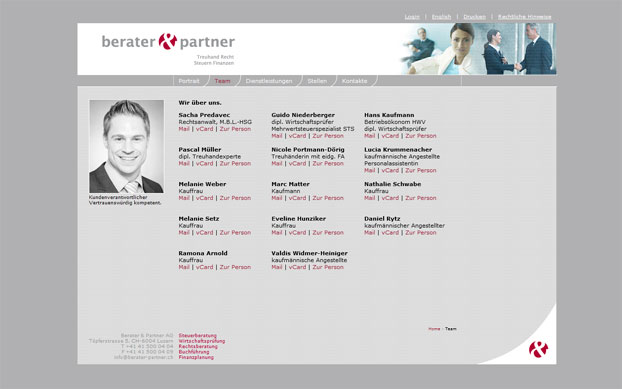 Login | English | Drucken | Rechtliche Hinweise
berater & partner
Treuhand Recht
Steuern Finanzen
Portrait Team Dienstleistungen Stellen Kontakte
Wir über uns.
Sacha Predavec
Rechtsanwalt, M.B.L.-HSG
Mail | vCard | Zur Person
Guido Niederberger
dipl. Wirtschaftsprüfer
Mehrwertsteuerspezialist STS
Mail | vCard | Zur Person
Hans Kaufmann
Betriebsökonom HWV
dipl. Wirtschaftsprüfer
Mail | vCard | Zur Person
Pascal Müller
dipl. Treuhandexperte
Mail | vCard | Zur Person
Nicole Portmann-Dörig
Treuhänderin mit eidg. FA
Mail | vCard | Zur Person
Lucia Krummenacher
kaufmännische Angestellte
Personalassistentin
Mail | vCard | Zur Person
Melanie Weber
Kauffrau
Mail | vCard | Zur Person
Marc Matter
Kaufmann
Mail | vCard | Zur Person
Nathalie Schwabe
Kauffrau
Mail | vCard | Zur Person
Melanie Setz
Kauffrau
Mail | vCard | Zur Person
Eveline Hunziker
Kauffrau
Mail | vCard | Zur Person
Daniel Rytz
kaufmännischer Angestellter
Mail | vCard | Zur Person
Ramona Arnold
Kauffrau
Mail | vCard | Zur Person
Valdis Widmer-Heiniger
kaufmännische Angestellte
Mail | vCard | Zur Person
Kundenverantwortlicher
Vertrauenswürdig kompetent.
Home - Team
Berater & Partner AG
Töpferstrasse 5, CH-6004 Luzern
T +41 41 500 04 04
F +41 41 500 04 05
info@berater-partner.ch
Steuerberatung
Wirtschaftsprüfung
Rechtsberatung
Buchführung
Finanzplanung
&